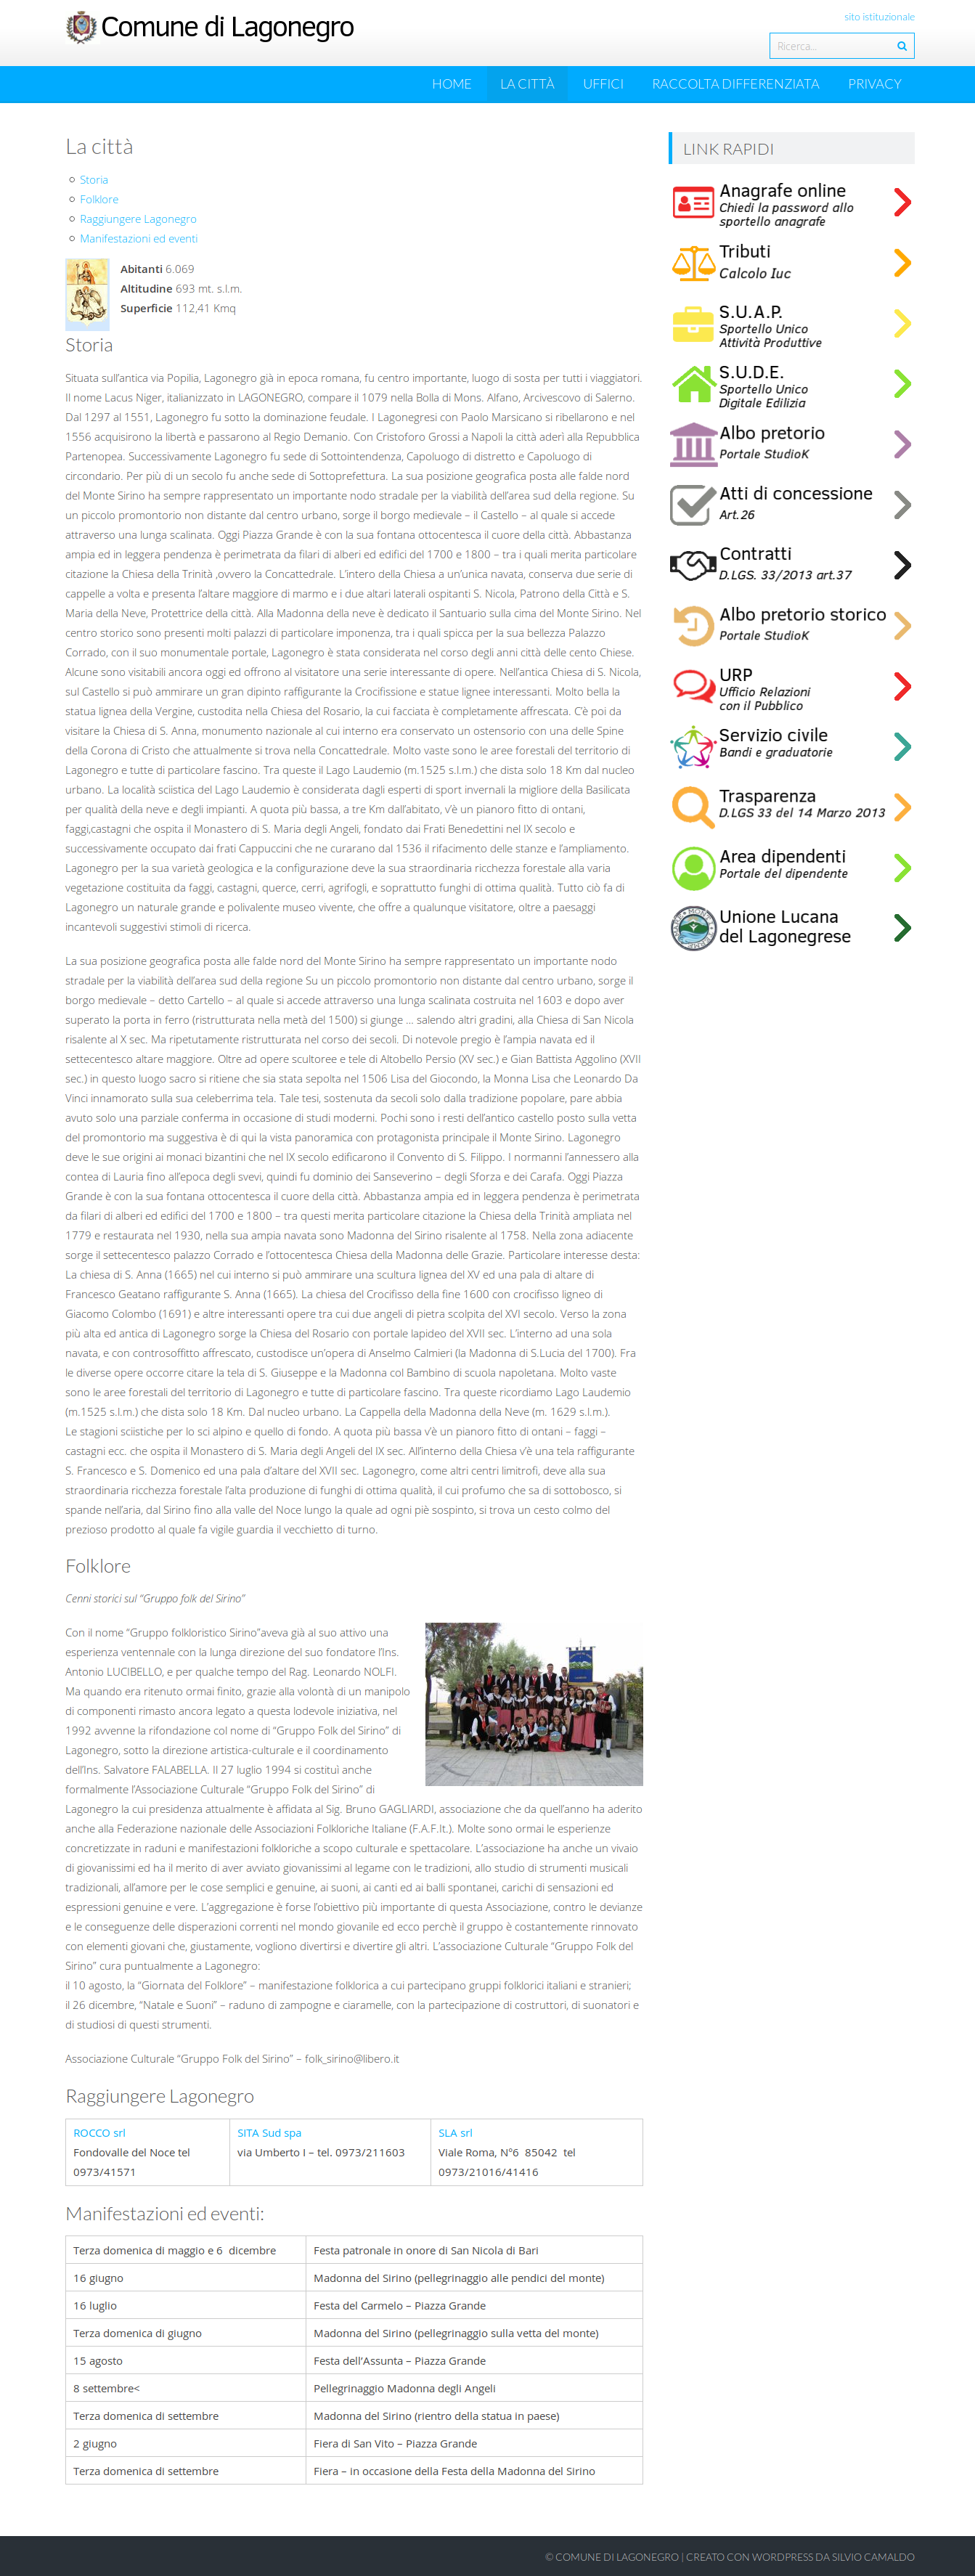 Comune di Lagonegro
sito istituzionale
Ricerca...
HOME LA CITTÀ UFFICI RACCOLTA DIFFERENZIATA PRIVACY
La città
Storia
Folklore
Raggiungere Lagonegro
Manifestazioni ed eventi
Abitanti 6.069
Altitudine 693 mt. s.l.m.
Superficie 112,41 Kmq
Storia
Situata sull’antica via Popilia, Lagonegro già in epoca romana, fu centro importante, luogo di sosta per tutti i viaggiatori.
Il nome Lacus Niger, italianizzato in LAGONEGRO, compare il 1079 nella Bolla di Mons. Alfano, Arcivescovo di Salerno.
Dal 1297 al 1551, Lagonegro fu sotto la dominazione feudale. I Lagonegresi con Paolo Marsicano si ribellarono e nel
1556 acquisirono la libertà e passarono al Regio Demanio. Con Cristoforo Grossi a Napoli la città aderì alla Repubblica
Partenopea. Successivamente Lagonegro fu sede di Sottointendenza, Capoluogo di distretto e Capoluogo di
circondario. Per più di un secolo fu anche sede di Sottoprefettura. La sua posizione geografica posta alle falde nord
del Monte Sirino ha sempre rappresentato un importante nodo stradale per la viabilità dell’area sud della regione. Su
un piccolo promontorio non distante dal centro urbano, sorge il borgo medievale – il Castello – al quale si accede
attraverso una lunga scalinata. Oggi Piazza Grande è con la sua fontana ottocentesca il cuore della città. Abbastanza
ampia ed in leggera pendenza è perimetrata da filari di alberi ed edifici del 1700 e 1800 – tra i quali merita particolare
citazione la Chiesa della Trinità ,ovvero la Concattedrale. L’intero della Chiesa a un’unica navata, conserva due serie di
cappelle a volta e presenta l’altare maggiore di marmo e i due altari laterali ospitanti S. Nicola, Patrono della Città e S.
Maria della Neve, Protettrice della città. Alla Madonna della neve è dedicato il Santuario sulla cima del Monte Sirino. Nel
centro storico sono presenti molti palazzi di particolare imponenza, tra i quali spicca per la sua bellezza Palazzo
Corrado, con il suo monumentale portale, Lagonegro è stata considerata nel corso degli anni città delle cento Chiese.
Alcune sono visitabili ancora oggi ed offrono al visitatore una serie interessante di opere. Nell’antica Chiesa di S. Nicola,
sul Castello si può ammirare un gran dipinto raffigurante la Crocifissione e statue lignee interessanti. Molto bella la
statua lignea della Vergine, custodita nella Chiesa del Rosario, la cui facciata è completamente affrescata. C’è poi da
visitare la Chiesa di S. Anna, monumento nazionale al cui interno era conservato un ostensorio con una delle Spine
della Corona di Cristo che attualmente si trova nella Concattedrale. Molto vaste sono le aree forestali del territorio di
Lagonegro e tutte di particolare fascino. Tra queste il Lago Laudemio (m.1525 s.l.m.) che dista solo 18 Km dal nucleo
urbano. La località sciistica del Lago Laudemio è considerata dagli esperti di sport invernali la migliore della Basilicata
per qualità della neve e degli impianti. A quota più bassa, a tre Km dall’abitato, v’è un pianoro fitto di ontani,
faggi,castagni che ospita il Monastero di S. Maria degli Angeli, fondato dai Frati Benedettini nel IX secolo e
successivamente occupato dai frati Cappuccini che ne curarano dal 1536 il rifacimento delle stanze e l’ampliamento.
Lagonegro per la sua varietà geologica e la configurazione deve la sua straordinaria ricchezza forestale alla varia
vegetazione costituita da faggi, castagni, querce, cerri, agrifogli, e soprattutto funghi di ottima qualità. Tutto ciò fa di
Lagonegro un naturale grande e polivalente museo vivente, che offre a qualunque visitatore, oltre a paesaggi
incantevoli suggestivi stimoli di ricerca.
La sua posizione geografica posta alle falde nord del Monte Sirino ha sempre rappresentato un importante nodo
stradale per la viabilità dell’area sud della regione Su un piccolo promontorio non distante dal centro urbano, sorge il
borgo medievale – detto Cartello – al quale si accede attraverso una lunga scalinata costruita nel 1603 e dopo aver
superato la porta in ferro (ristrutturata nella metà del 1500) si giunge … salendo altri gradini, alla Chiesa di San Nicola
risalente al X sec. Ma ripetutamente ristrutturata nel corso dei secoli. Di notevole pregio è l’ampia navata ed il
settecentesco altare maggiore. Oltre ad opere scultoree e tele di Altobello Persio (XV sec.) e Gian Battista Aggolino (XVII
sec.) in questo luogo sacro si ritiene che sia stata sepolta nel 1506 Lisa del Giocondo, la Monna Lisa che Leonardo Da
Vinci innamorato sulla sua celeberrima tela. Tale tesi, sostenuta da secoli solo dalla tradizione popolare, pare abbia
avuto solo una parziale conferma in occasione di studi moderni. Pochi sono i resti dell’antico castello posto sulla vetta
del promontorio ma suggestiva è di qui la vista panoramica con protagonista principale il Monte Sirino. Lagonegro
deve le sue origini ai monaci bizantini che nel IX secolo edificarono il Convento di S. Filippo. I normanni l’annessero alla
contea di Lauria fino all’epoca degli svevi, quindi fu dominio dei Sanseverino – degli Sforza e dei Carafa. Oggi Piazza
Grande è con la sua fontana ottocentesca il cuore della città. Abbastanza ampia ed in leggera pendenza è perimetrata
da filari di alberi ed edifici del 1700 e 1800 – tra questi merita particolare citazione la Chiesa della Trinità ampliata nel
1779 e restaurata nel 1930, nella sua ampia navata sono Madonna del Sirino risalente al 1758. Nella zona adiacente
sorge il settecentesco palazzo Corrado e l’ottocentesca Chiesa della Madonna delle Grazie. Particolare interesse desta:
La chiesa di S. Anna (1665) nel cui interno si può ammirare una scultura lignea del XV ed una pala di altare di
Francesco Geatano raffigurante S. Anna (1665). La chiesa del Crocifisso della fine 1600 con crocifisso ligneo di
Giacomo Colombo (1691) e altre interessanti opere tra cui due angeli di pietra scolpita del XVI secolo. Verso la zona
più alta ed antica di Lagonegro sorge la Chiesa del Rosario con portale lapideo del XVII sec. L’interno ad una sola
navata, e con controsoffitto affrescato, custodisce un’opera di Anselmo Calmieri (la Madonna di S.Lucia del 1700). Fra
le diverse opere occorre citare la tela di S. Giuseppe e la Madonna col Bambino di scuola napoletana. Molto vaste
sono le aree forestali del territorio di Lagonegro e tutte di particolare fascino. Tra queste ricordiamo Lago Laudemio
(m.1525 s.l.m.) che dista solo 18 Km. Dal nucleo urbano. La Cappella della Madonna della Neve (m. 1629 s.l.m.).
Le stagioni sciistiche per lo sci alpino e quello di fondo. A quota più bassa v’è un pianoro fitto di ontani – faggi –
castagni ecc. che ospita il Monastero di S. Maria degli Angeli del IX sec. All’interno della Chiesa v’è una tela raffigurante
S. Francesco e S. Domenico ed una pala d’altare del XVII sec. Lagonegro, come altri centri limitrofi, deve alla sua
straordinaria ricchezza forestale l’alta produzione di funghi di ottima qualità, il cui profumo che sa di sottobosco, si
spande nell’aria, dal Sirino fino alla valle del Noce lungo la quale ad ogni piè sospinto, si trova un cesto colmo del
prezioso prodotto al quale fa vigile guardia il vecchietto di turno.
Folklore
Cenni storici sul “Gruppo folk del Sirino”
Con il nome “Gruppo folkloristico Sirino”aveva già al suo attivo una
esperienza ventennale con la lunga direzione del suo fondatore l’Ins.
Antonio LUCIBELLO, e per qualche tempo del Rag. Leonardo NOLFI.
Ma quando era ritenuto ormai finito, grazie alla volontà di un manipolo
di componenti rimasto ancora legato a questa lodevole iniziativa, nel
1992 avvenne la rifondazione col nome di “Gruppo Folk del Sirino” di
Lagonegro, sotto la direzione artistica-culturale e il coordinamento
dell’Ins. Salvatore FALABELLA. Il 27 luglio 1994 si costituì anche
formalmente l’Associazione Culturale “Gruppo Folk del Sirino” di
Lagonegro la cui presidenza attualmente è affidata al Sig. Bruno GAGLIARDI, associazione che da quell’anno ha aderito
anche alla Federazione nazionale delle Associazioni Folkloriche Italiane (F.A.F.It.). Molte sono ormai le esperienze
concretizzate in raduni e manifestazioni folkloriche a scopo culturale e spettacolare. L’associazione ha anche un vivaio
di giovanissimi ed ha il merito di aver avviato giovanissimi al legame con le tradizioni, allo studio di strumenti musicali
tradizionali, all’amore per le cose semplici e genuine, ai suoni, ai canti ed ai balli spontanei, carichi di sensazioni ed
espressioni genuine e vere. L’aggregazione è forse l’obiettivo più importante di questa Associazione, contro le devianze
e le conseguenze delle disperazioni correnti nel mondo giovanile ed ecco perchè il gruppo è costantemente rinnovato
con elementi giovani che, giustamente, vogliono divertirsi e divertire gli altri. L’associazione Culturale “Gruppo Folk del
Sirino” cura puntualmente a Lagonegro:
il 10 agosto, la “Giornata del Folklore” – manifestazione folklorica a cui partecipano gruppi folklorici italiani e stranieri;
il 26 dicembre, “Natale e Suoni” – raduno di zampogne e ciaramelle, con la partecipazione di costruttori, di suonatori e
di studiosi di questi strumenti.
Associazione Culturale “Gruppo Folk del Sirino” – folk_sirino@libero.it
Raggiungere Lagonegro
ROCCO srl
Fondovalle del Noce tel
0973/41571
SITA Sud spa
via Umberto I – tel. 0973/211603
SLA srl
Viale Roma, N°6 85042 tel
0973/21016/41416
Manifestazioni ed eventi:
Terza domenica di maggio e 6 dicembre Festa patronale in onore di San Nicola di Bari
16 giugno Madonna del Sirino (pellegrinaggio alle pendici del monte)
16 luglio Festa del Carmelo – Piazza Grande
Terza domenica di giugno Madonna del Sirino (pellegrinaggio sulla vetta del monte)
15 agosto Festa dell’Assunta – Piazza Grande
8 settembre< Pellegrinaggio Madonna degli Angeli
Terza domenica di settembre Madonna del Sirino (rientro della statua in paese)
2 giugno Fiera di San Vito – Piazza Grande
Terza domenica di settembre Fiera – in occasione della Festa della Madonna del Sirino
LINK RAPIDI
Anagrafe online
Chiedi la password allo
sportello anagrafe
Tributi
Calcolo Iuc
S.U.A.P.
Sportello Unico
Attività Produttive
S.U.D.E.
Sportello Unico
Digitale Edilizia
Albo pretorio
Portale StudioK
Atti di concessione
Art.26
Contratti
D.LGS. 33/2013 art.37
Albo pretorio storico
Portale StudioK
URP
Ufficio Relazioni
con il Pubblico
Servizio civile
Bandi e graduatorie
Trasparenza
D.LGS 33 del 14 Marzo 2013
Area dipendenti
Portale del dipendente
Unione Lucana
del Lagonegrese
© COMUNE DI LAGONEGRO | CREATO CON WORDPRESS DA SILVIO CAMALDO